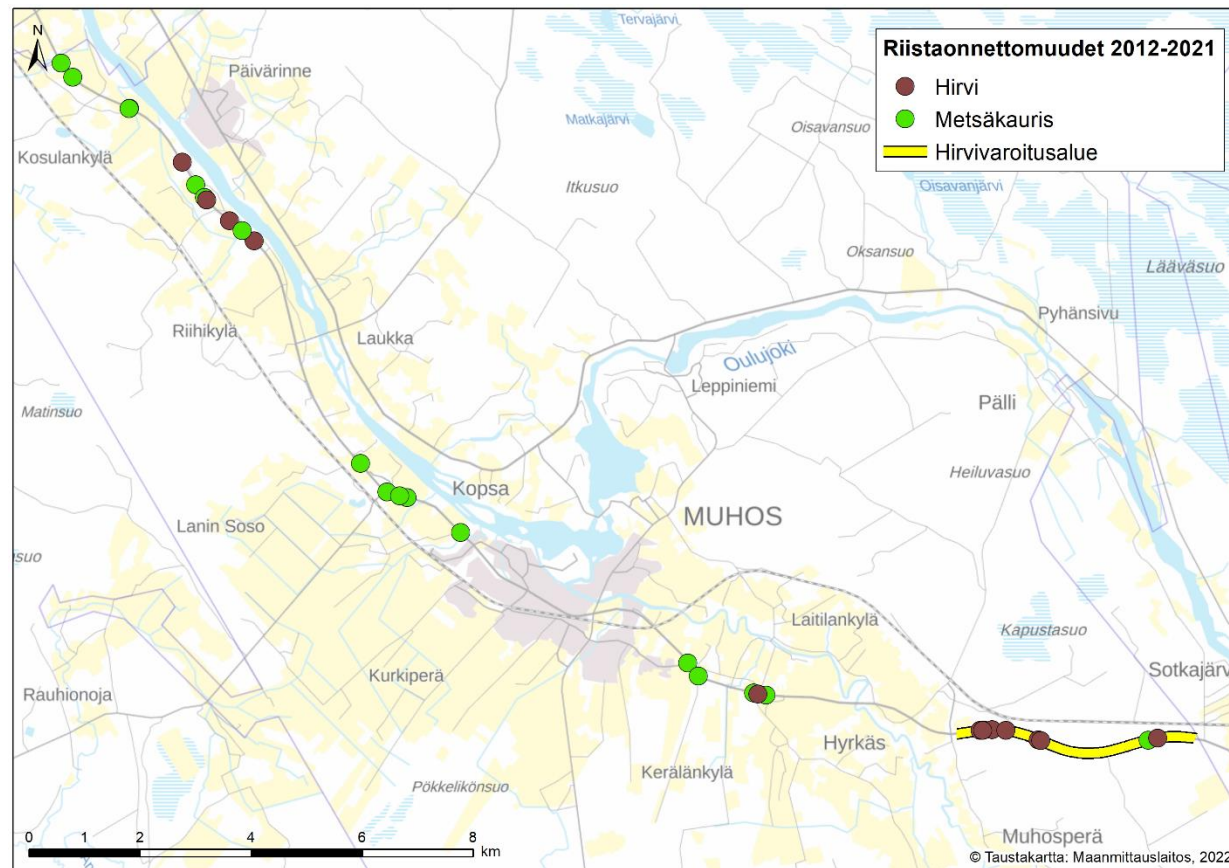 Tervajärvi
N
Päivärinne
Riistaonnettomuudet 2012-2021
Hirvi
Metsäkauris
Hirvivaroitusalue
Matkajärvi
Oisavansuo
Kosulankylä
Itkusuo
Oisavanjärvi
Oksansuo
Lääväsuo
Pyhänsivu
Riihikylä
Laukka
Oulujoki
Leppiniemi
Matinsuo
Pälli
Heiluvasuo
Kopsa
Lanin Soso
MUHOS
suo
Laitilankylä
Kapustasuo
Kurkiperä
Sotkajärv
Rauhionoja
Hyrkäs
Kerälänkylä
Pökkelikönsuo
Muhosperä
0 1 2 4 6 8
km
© Taustakartta: Maanmittauslaitos, 2022